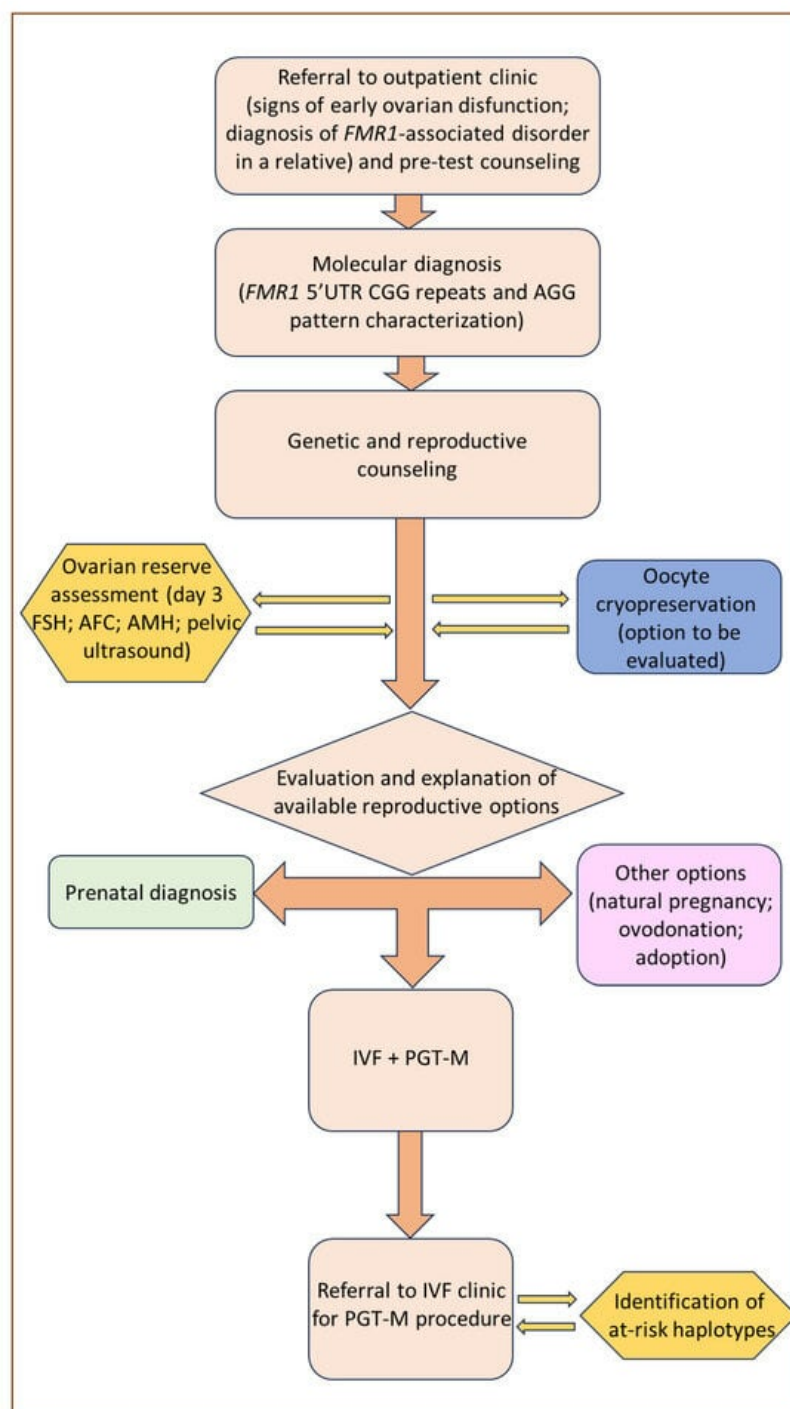 Referral to outpatient clinic
(signs of early ovarian disfunction;
diagnosis of FMR1-associated disorder
in a relative) and pre-test counseling
Molecular diagnosis
(FMR1 5'UTR CGG repeats and AGG
pattern characterization)
Genetic and reproductive
counseling
Ovarian reserve
assessment (day 3
FSH; AFC; AMH; pelvic
ultrasound)
Oocyte
cryopreservation
(option to be
evaluated)
Evaluation and explanation of
available reproductive options
Prenatal diagnosis
Other options
(natural pregnancy;
ovodonation;
adoption)
IVF + PGT-M
Referral to IVF clinic
for PGT-M procedure
Identification of
at-risk haplotypes